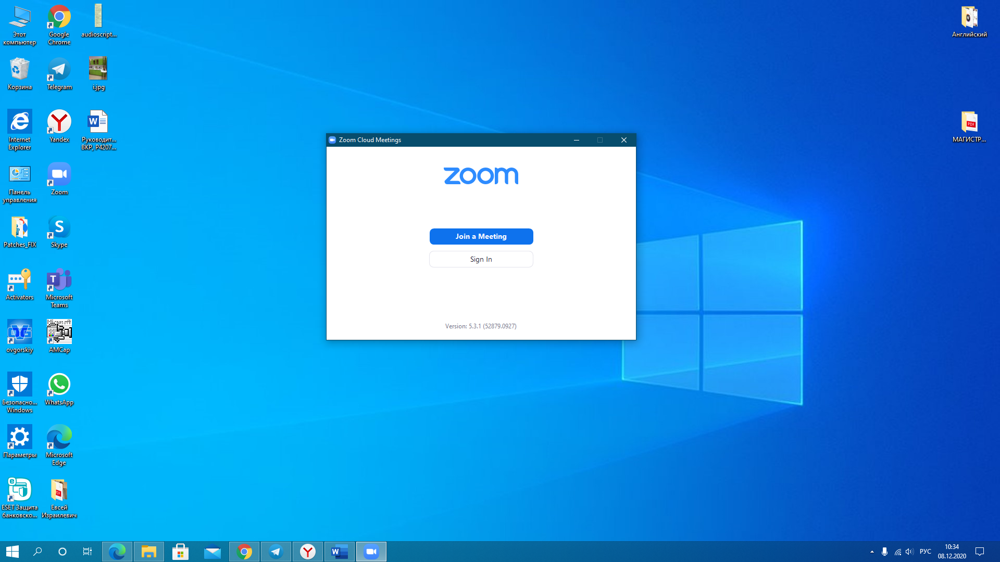 Этот
компьютер
Google
Chrome
audioscript...
Английский
Корзина
Telegram
i.jpg
Internet
Explorer
Yandex
Руководит...
ВКР, P4207...
МАГИСТР...
Zoom Cloud Meetings
zoom
Join a Meeting
Sign In
Version: 5.3.1 (52879.0927)
Панель
управления
Zoom
Patches_FIX
Skype
Activators
Microsoft
Teams
ovgorskiy
Microsoft
AMCap
Безопасно...
Windows
WhatsApp
Параметры
Microsoft
Edge
ESET Защита
банковско...
Евсей
Израилевич
РУС
10:34
08.12.2020